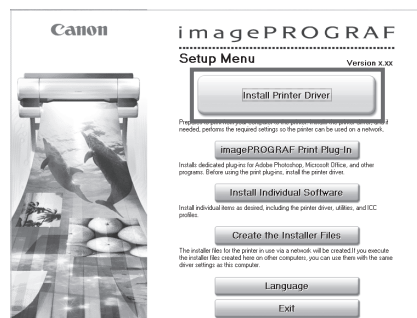 Canon
imagePROGRAF
Setup Menu
Version x.xx
Install Printer Driver
needed, performs the required settings so the printer can be used on a network.
imagePROGRAF Print Plug-In
Installs dedicated plug-ins for Adobe Photoshop, Microsoft Office, and other
programs. Before using the print plug-ins, install the printer driver.
Install Individual Software
Install individual items as desired, including the printer driver, utilities, and ICC
profiles.
Create the Installer Files
The installer files for the printer in use via a network will be created.If you execute
the installer files created here on other computers, you can use them with the same
driver settings as this computer.
Language
Exit